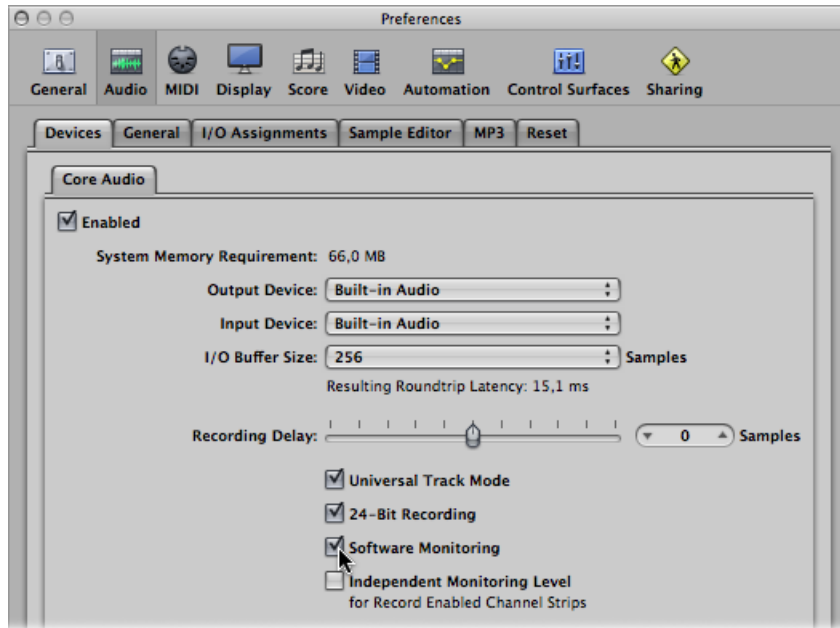 Preferences
General Audio MIDI Display Score Video Automation Control Surfaces Sharing
Devices General I/O Assignments Sample Editor MP3 Reset
Core Audio
Enabled
System Memory Requirement: 66,0 MB
Output Device: Built-in Audio
Input Device: Built-in Audio
I/O Buffer Size: 256 Samples
Resulting Roundtrip Latency: 15,1 ms
Recording Delay: 0 Samples
Universal Track Mode
24-Bit Recording
Software Monitoring
Independent Monitoring Level
for Record Enabled Channel Strips